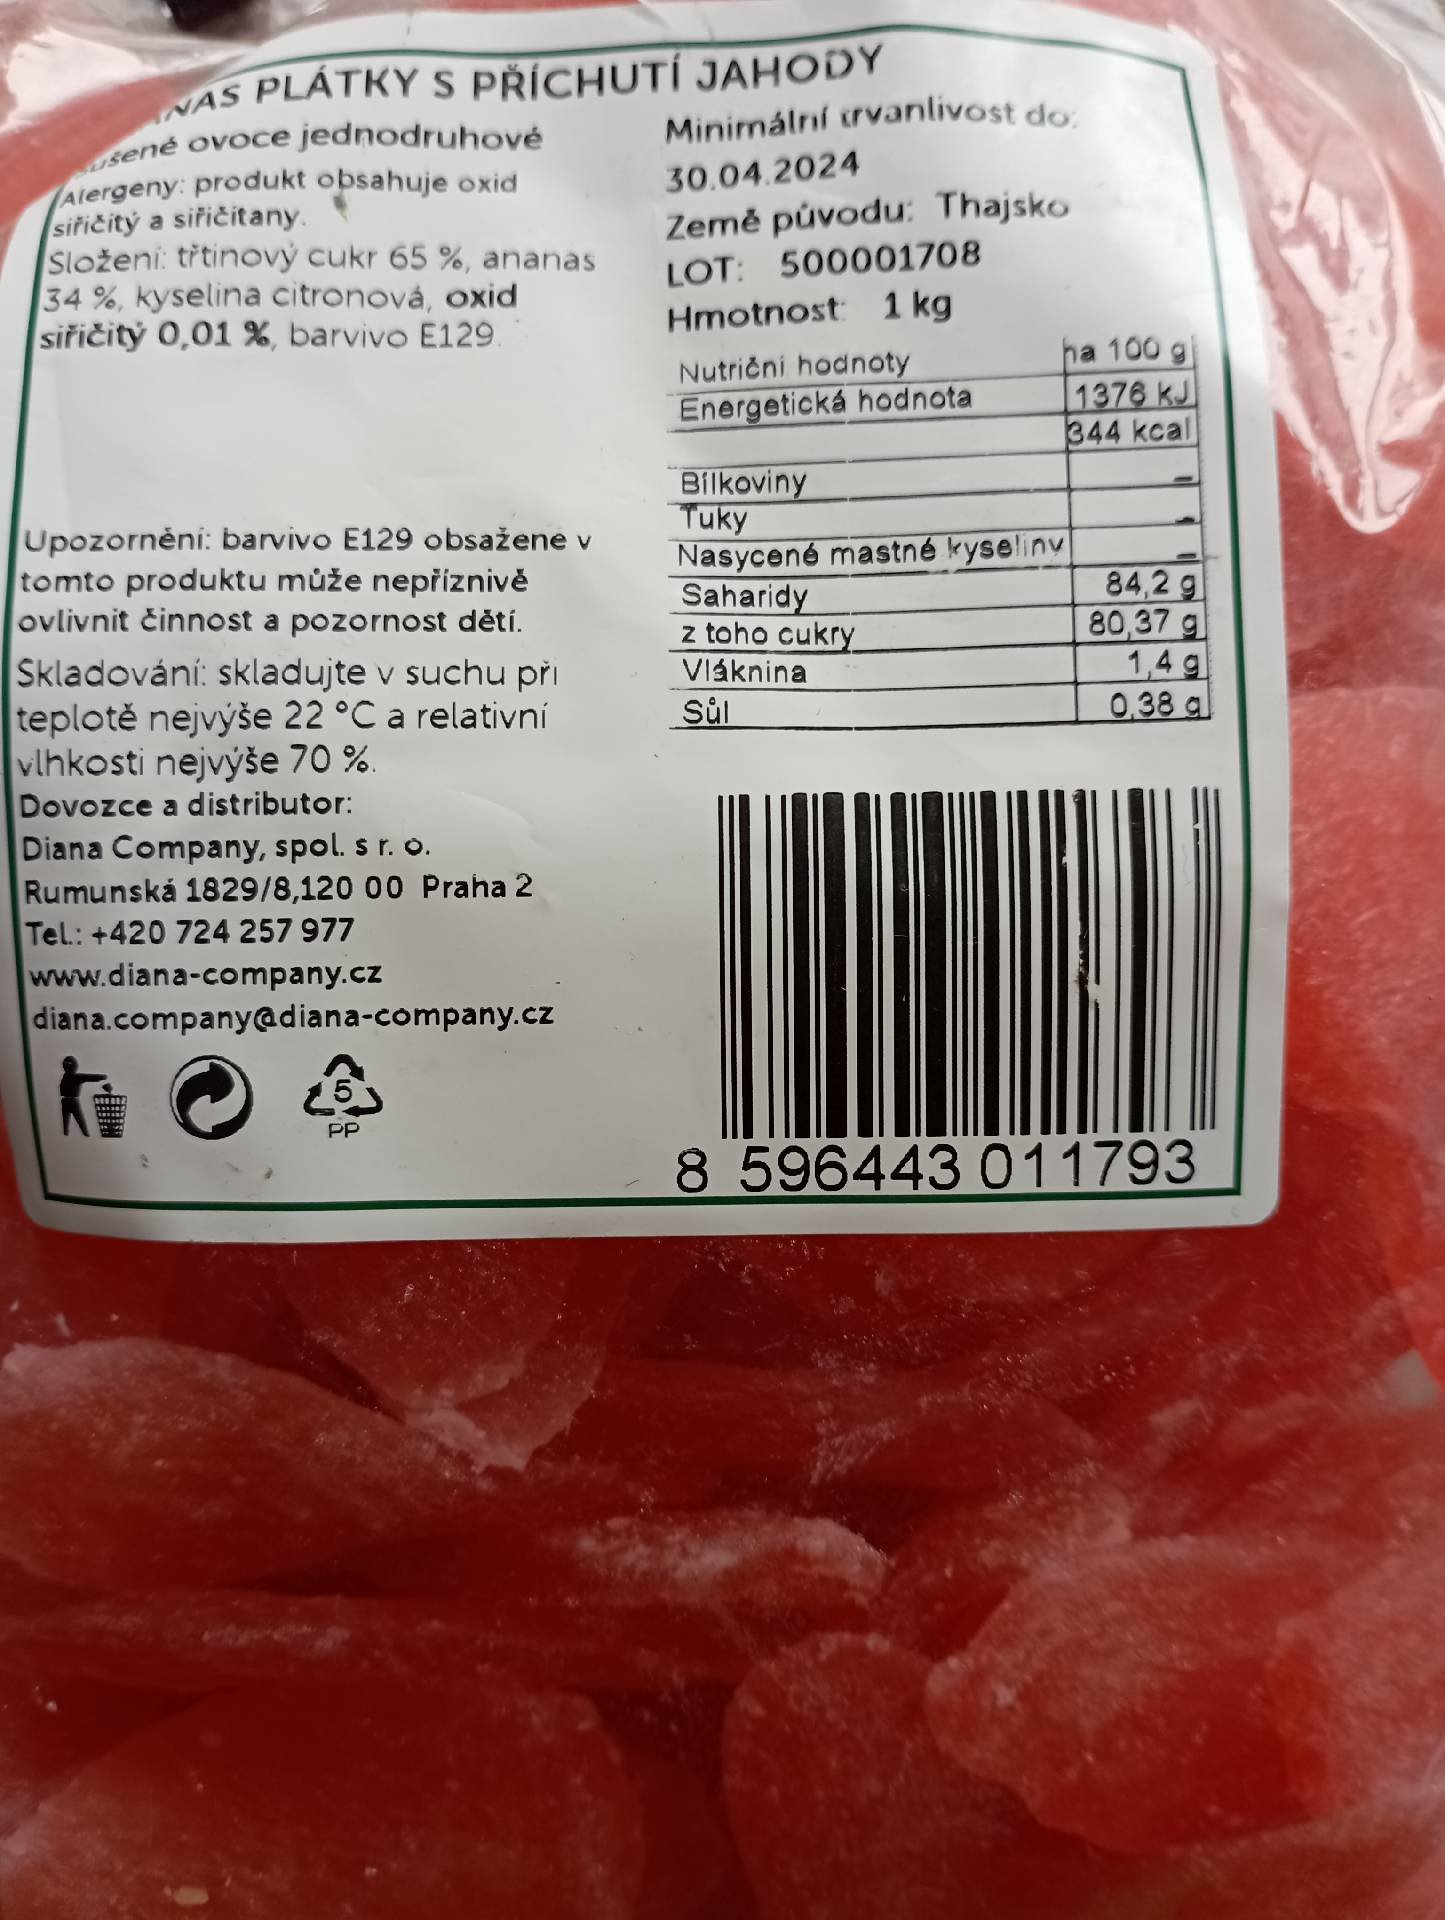 PLÁTKY S PŘÍCHUTÍ JAHODY
ovoce jednodruhové
Alergeny: produkt obsahuje oxid
siřičitý a siřičitany.
Složení: třtinový cukr 65 %, ananas
34 %, kyselina citronová, oxid
siřičitý 0,01 %, barvivo E129.
Upozornění: barvivo E129 obsažené v
tomto produktu může nepříznivě
ovlivnit činnost a pozornost dětí.
Skladování: skladujte v suchu při
teplotě nejvýše 22 °C a relativní
vlhkosti nejvýše 70 %.
Dovozce a distributor:
Diana Company, spol. s r. o.
Rumunská 1829/8,120 00 Praha 2
Tel.: +420 724 257 977
www.diana-company.cz
diana.company@diana-company.cz
5
PP
Minimální trvanlivost do:
30.04.2024
Země původu: Thajsko
LOT: 500001708
Hmotnost: 1 kg
Nutriční hodnoty na 100 g
Energetická hodnota 1376 kJ
344 kcal
Bílkoviny –
Tuky –
Nasycené mastné kyseliny –
Saharidy 84,2 g
z toho cukry 80,37 g
Vláknina 1,4 g
Sůl 0,38 g
8 596443 011793